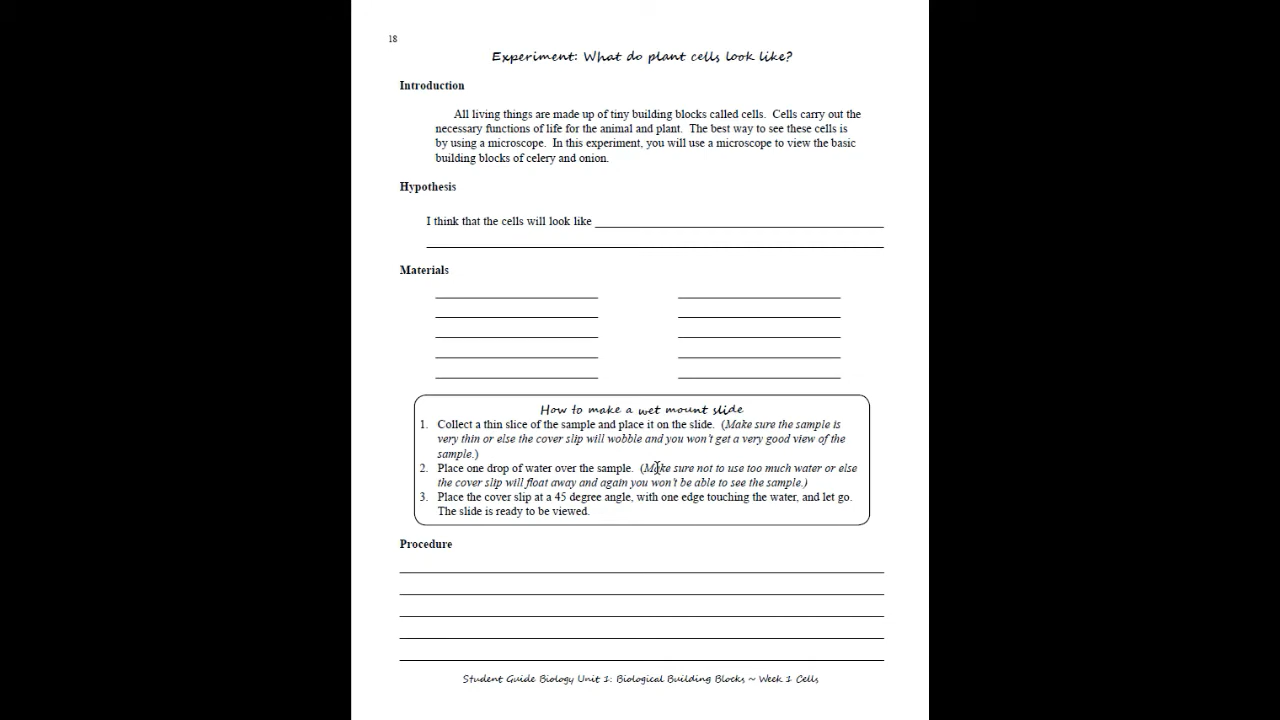 18
Experiment: What do plant cells look like?
Introduction
All living things are made up of tiny building blocks called cells. Cells carry out the
necessary functions of life for the animal and plant. The best way to see these cells is
by using a microscope. In this experiment, you will use a microscope to view the basic
building blocks of celery and onion.
Hypothesis
I think that the cells will look like
Materials
How to make a wet mount slide
1. Collect a thin slice of the sample and place it on the slide. (Make sure the sample is
very thin or else the cover slip will wobble and you won't get a very good view of the
sample.)
2. Place one drop of water over the sample. (Make sure not to use too much water or else
the cover slip will float away and again you won't be able to see the sample.)
3. Place the cover slip at a 45 degree angle, with one edge touching the water, and let go.
The slide is ready to be viewed.
Procedure
Student Guide Biology Unit 1: Biological Building Blocks ~ Week 1 Cells